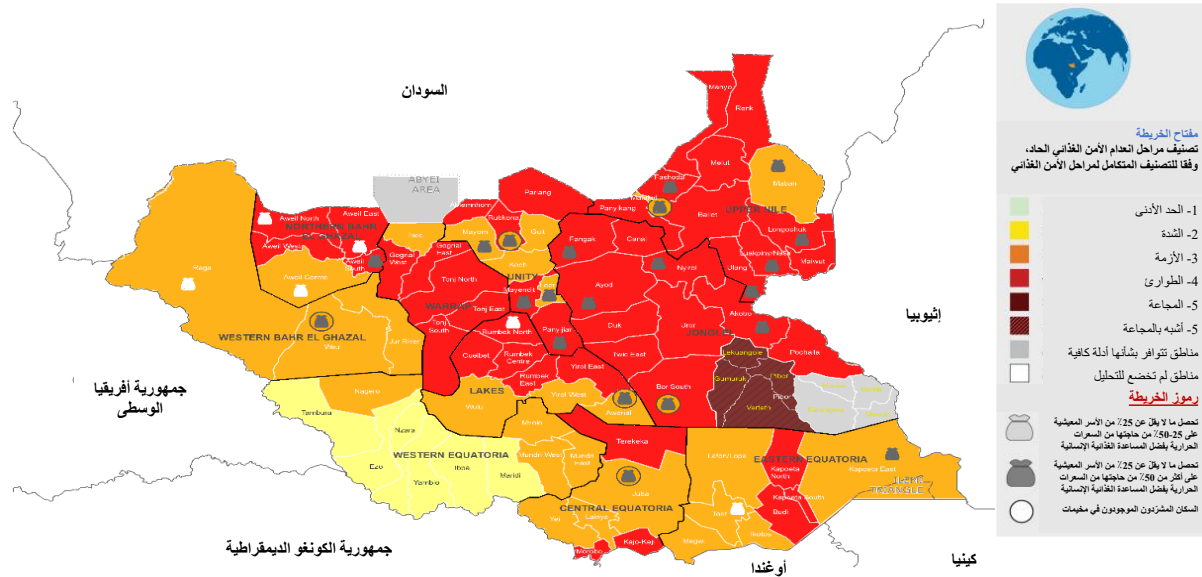 السودان
إثيوبيا
جمهورية أفريقيا
الوسطى
جمهورية الكونغو الديمقراطية
أوغندا
كينيا
Manyo
Renk
Melut
Fashoda
Maban
Malakal
Panyikang
Baliet
UPPER NILE
Longochuk
Maiwut
Ulang
ABYEI
AREA
Pariang
Abiemnhom
Rubkona
Mayom
Guit
Koch
UNITY
Leer
Mayendit
Panyijiar
Aweil North
Aweil East
NORTHERN BAHR
EL GHAZAL
Aweil West
Aweil
South
Aweil Centre
Raga
WESTERN BAHR EL GHAZAL
Wau
Jur River
Twic
Gogrial
West
Gogrial
East
Tonj North
WARRAP
Tonj East
Tonj
South
Rumbek North
Cueibet
Rumbek
Centre
Rumbek
East
Yirol East
Yirol West
LAKES
Wulu
Awerial
Fangak
Canal
Nyirol
Ayod
Duk
Uror
Akobo
JONGLEI
Twic East
Pochalla
Bor South
Lekuangole
Gumuruk
Pibor
Pibor
Verteth
Nagero
Tambura
Nzara
Ezo
Yambio
WESTERN EQUATORIA
Ibba
Maridi
Mvolo
Mundri West
Mundri
East
Terekeka
Juba
CENTRAL EQUATORIA
Yei
Lainya
Morobo
Kajo-Keji
Lafon/Lopa
EASTERN EQUATORIA
Kapoeta
North
Kapoeta East
Kapoeta South
Budi
Torit
Magwi
Ikotos
ILEMI
TRIANGLE
مفتاح الخريطة
تصنيف مراحل انعدام الأمن الغذائي الحاد،
وفقا للتصنيف المتكامل لمراحل الأمن الغذائي
1- الحد الأدنى
2- الشدة
3- الأزمة
4- الطوارئ
5- المجاعة
5- أشبه بالمجاعة
مناطق تتوافر بشأنها أدلة كافية
مناطق لم تخضع للتحليل
رموز الخريطة
تحصل ما لا يقل عن 25٪ من الأسر المعيشية
على 25-50٪ من حاجتها من السعرات
الحرارية بفضل المساعدة الغذائية الإنسانية
تحصل ما لا يقل عن 25٪ من الأسر المعيشية
على أكثر من 50٪ من حاجتها من السعرات
الحرارية بفضل المساعدة الغذائية الإنسانية
السكان المشردون الموجودون في مخيمات